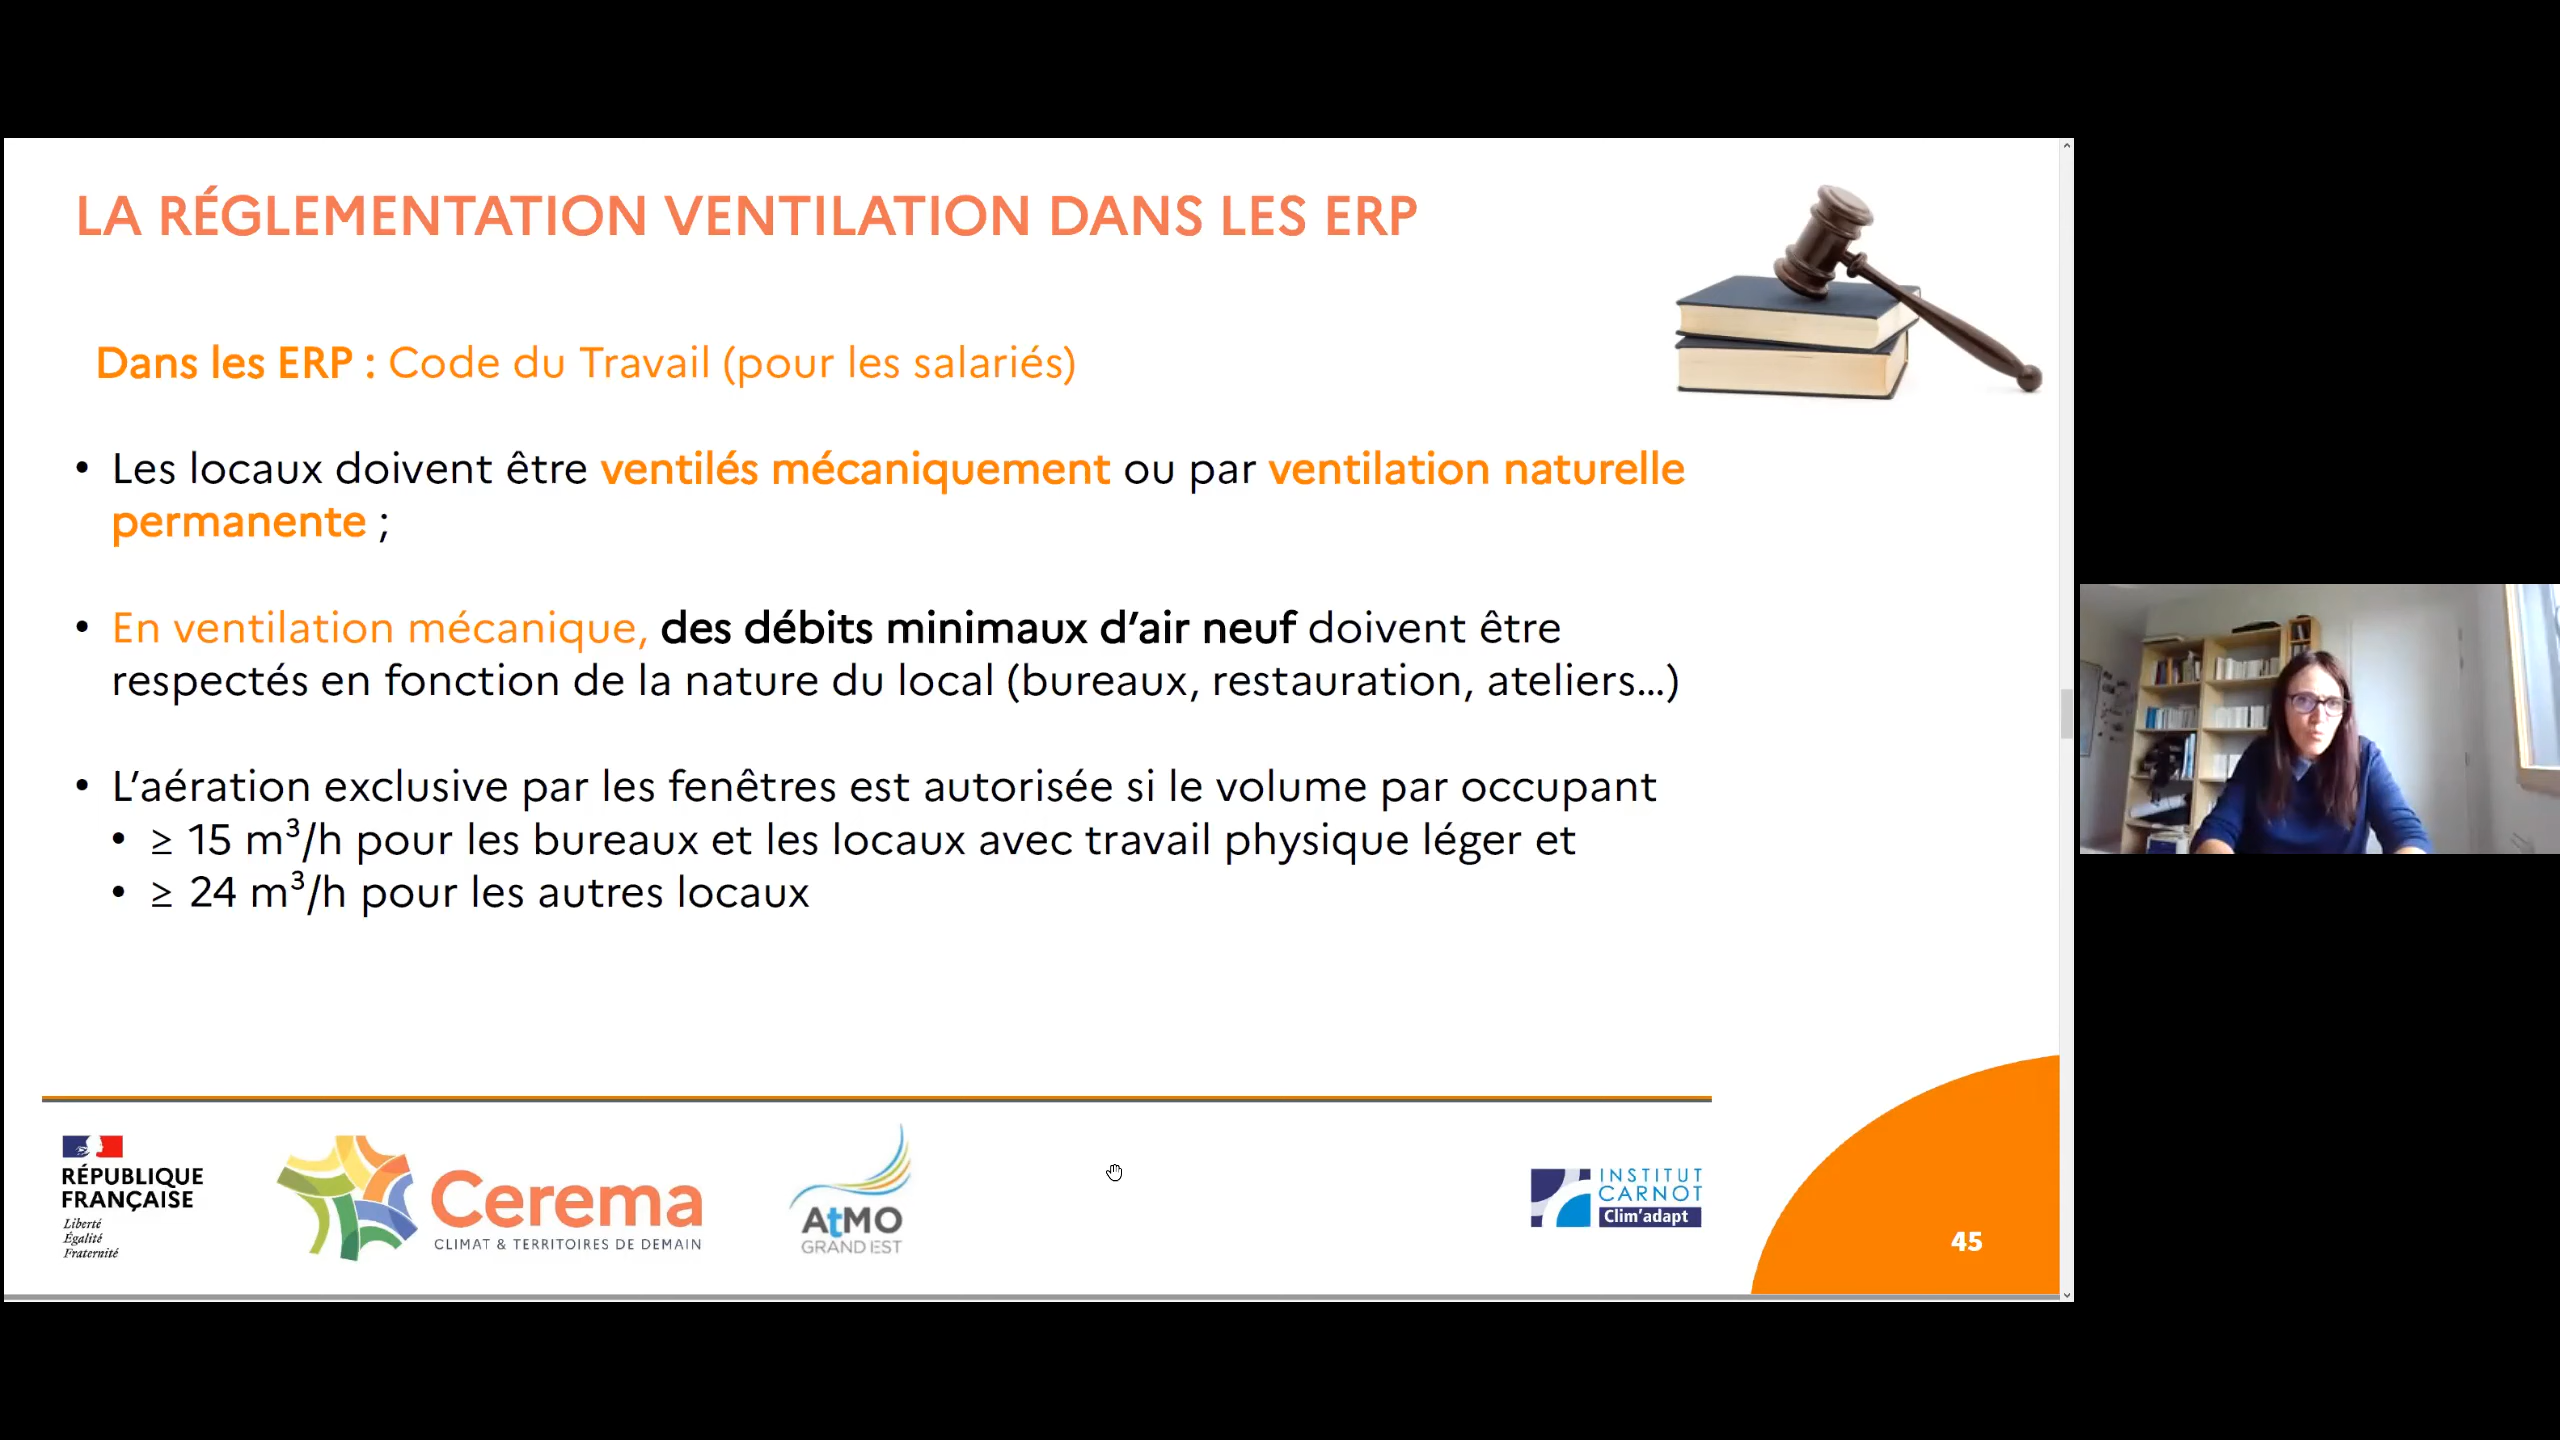 LA RÉGLEMENTATION VENTILATION DANS LES ERP
Dans les ERP : Code du Travail (pour les salariés)
• Les locaux doivent être ventilés mécaniquement ou par ventilation naturelle
permanente ;
• En ventilation mécanique, des débits minimaux d’air neuf doivent être
respectés en fonction de la nature du local (bureaux, restauration, ateliers…)
• L’aération exclusive par les fenêtres est autorisée si le volume par occupant
• ≥ 15 m³/h pour les bureaux et les locaux avec travail physique léger et
• ≥ 24 m³/h pour les autres locaux
RÉPUBLIQUE
FRANÇAISE
Liberté
Égalité
Fraternité
Cerema
CLIMAT & TERRITOIRES DE DEMAIN
AtMO
GRAND EST
INSTITUT
CARNOT
Clim’adapt
45